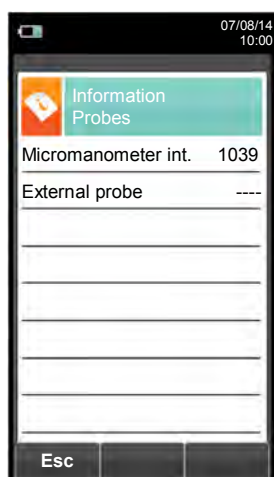 07/08/14
10:00
Information
Probes
Micromanometer int. 1039
External probe ----
Esc